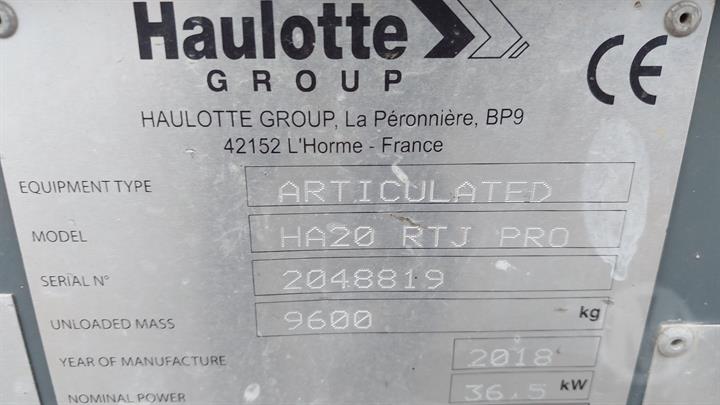 Haulotte
GROUP
HAULOTTE GROUP, La Péronnière, BP9
42152 L'Horme - France
CE
EQUIPMENT TYPE ARTICULATED
MODEL HA20 RTJ PRO
SERIAL N° 2048819
UNLOADED MASS 9600 kg
YEAR OF MANUFACTURE 2018
NOMINAL POWER 36.5 kW